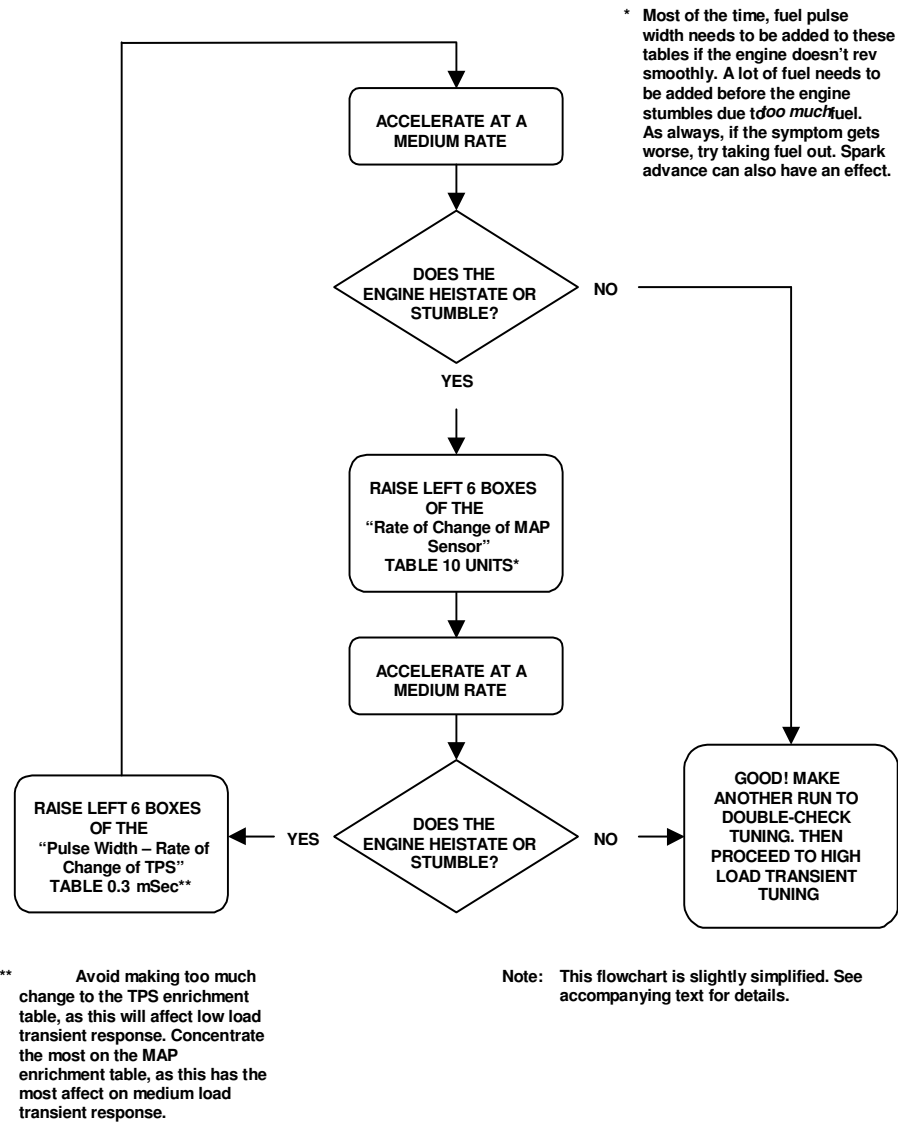 * Most of the time, fuel pulse
width needs to be added to these
tables if the engine doesn't rev
smoothly. A lot of fuel needs to
be added before the engine
stumbles due to too much fuel.
As always, if the symptom gets
worse, try taking fuel out. Spark
advance can also have an effect.
ACCELERATE AT A
MEDIUM RATE
DOES THE
ENGINE HEISTATE OR
STUMBLE?
NO
YES
RAISE LEFT 6 BOXES
OF THE
“Rate of Change of MAP
Sensor”
TABLE 10 UNITS*
ACCELERATE AT A
MEDIUM RATE
DOES THE
ENGINE HEISTATE OR
STUMBLE?
YES
NO
RAISE LEFT 6 BOXES
OF THE
“Pulse Width – Rate of
Change of TPS”
TABLE 0.3 mSec**
GOOD! MAKE
ANOTHER RUN TO
DOUBLE-CHECK
TUNING. THEN
PROCEED TO HIGH
LOAD TRANSIENT
TUNING
** Avoid making too much
change to the TPS enrichment
table, as this will affect low load
transient response. Concentrate
the most on the MAP
enrichment table, as this has the
most affect on medium load
transient response.
Note: This flowchart is slightly simplified. See
accompanying text for details.